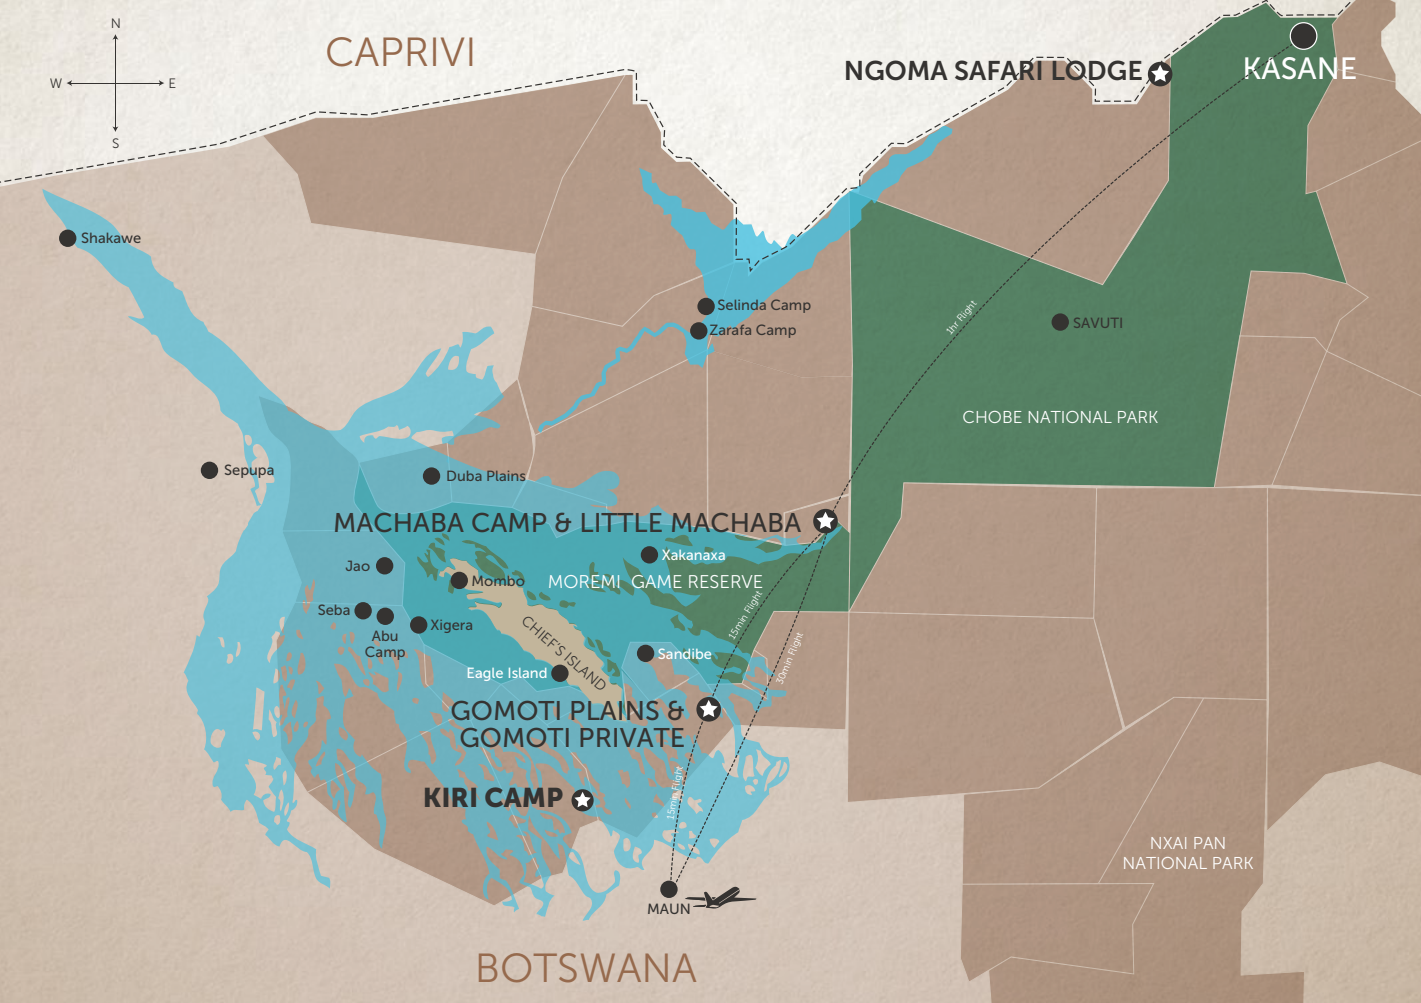 N
W
E
S
CAPRIVI
NGOMA SAFARI LODGE
KASANE
Shakawe
Selinda Camp
Zarafa Camp
1hr Flight
SAVUTI
CHOBE NATIONAL PARK
Sepupa
Duba Plains
MACHABA CAMP & LITTLE MACHABA
Xakanaxa
Jao
Mombo
MOREMI GAME RESERVE
Seba
Abu
Camp
Xigera
CHIEF'S ISLAND
15min Flight
30min Flight
Sandibe
Eagle Island
GOMOTI PLAINS &
GOMOTI PRIVATE
15min Flight
KIRI CAMP
NXAI PAN
NATIONAL PARK
MAUN
BOTSWANA